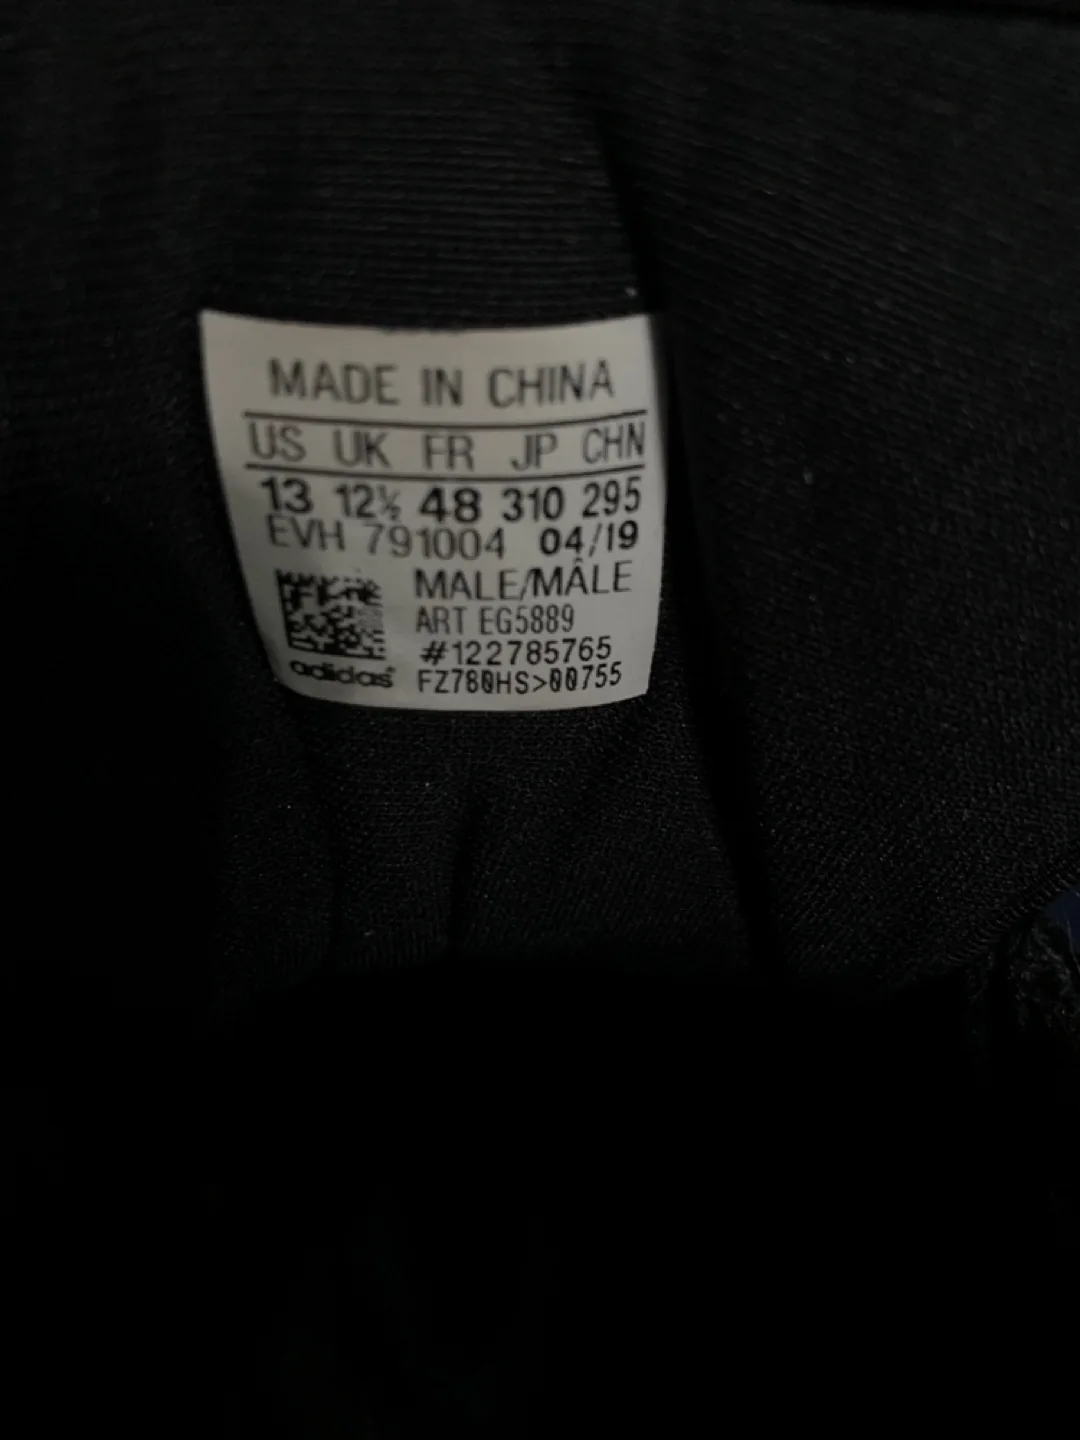 MADE IN CHINA
US UK FR JP CHN
13 12½ 48 310 295
EVH 791004 04/19
MALE/MÂLE
ART EG5889
#122785765
adidas FZ780HS>00755